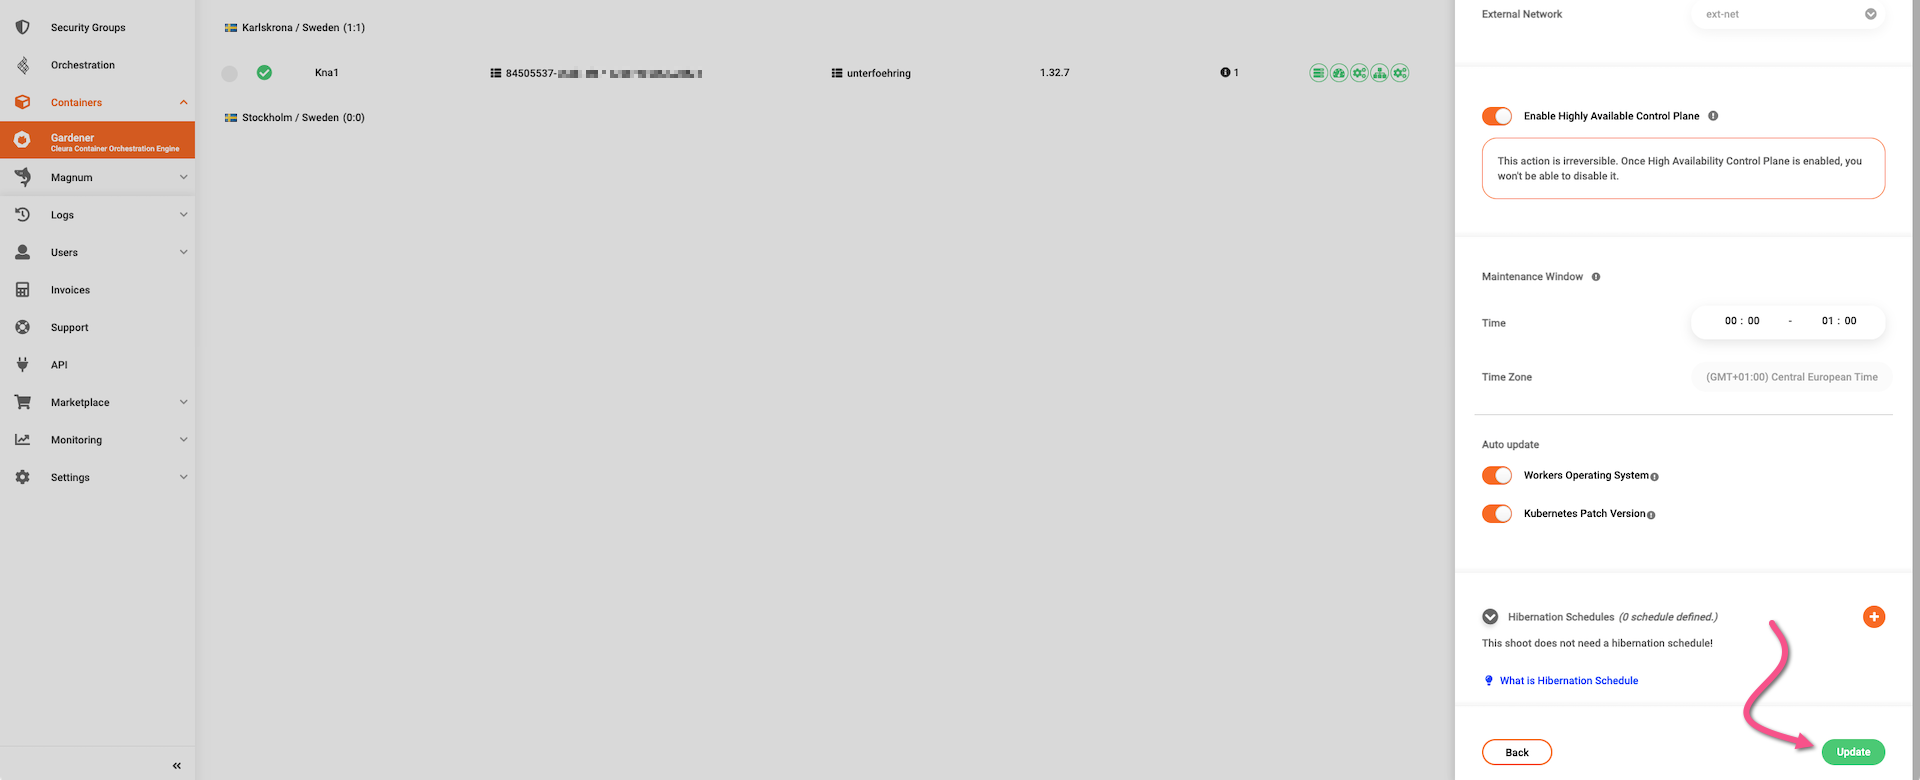 Security Groups
Orchestration
Containers
Gardener
Cleura Container Orchestration Engine
Magnum
Logs
Users
Invoices
Support
API
Marketplace
Monitoring
Settings
«
Karlskrona / Sweden (1:1)
Kna1 84505537- unterfoehring 1.32.7 1
Stockholm / Sweden (0:0)
External Network ext-net
Enable Highly Available Control Plane
This action is irreversible. Once High Availability Control Plane is enabled, you
won't be able to disable it.
Maintenance Window
Time 00 : 00 - 01 : 00
Time Zone (GMT+01:00) Central European Time
Auto update
Workers Operating System
Kubernetes Patch Version
Hibernation Schedules (0 schedule defined.)
This shoot does not need a hibernation schedule!
What is Hibernation Schedule
Back Update